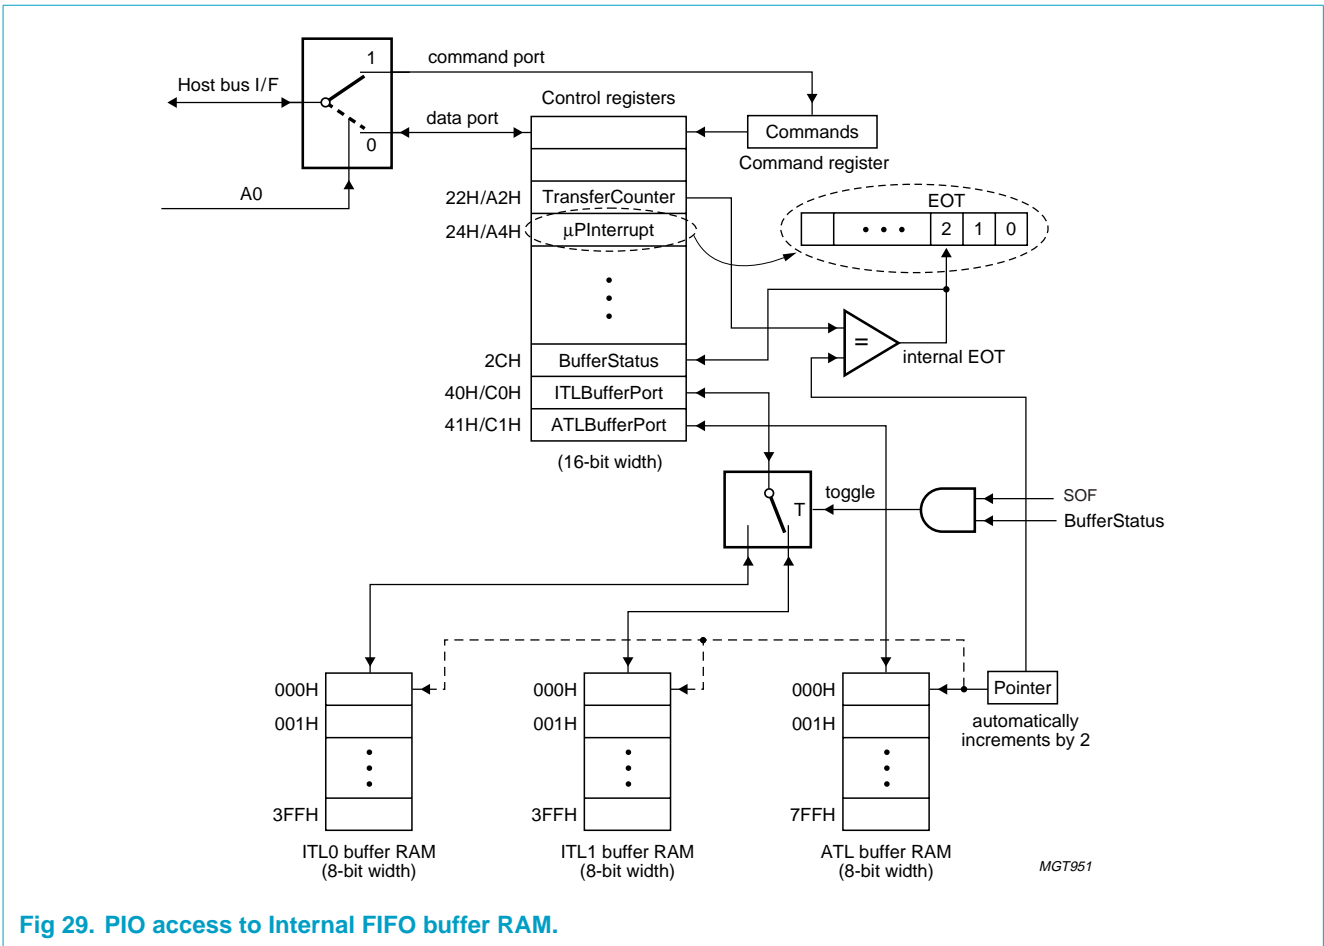 1
command port
Host bus I/F
Control registers
data port
0
Commands
Command register
A0
22H/A2H
TransferCounter
EOT
24H/A4H
μPInterrupt
• • •
2
1
0
=
internal EOT
2CH
BufferStatus
40H/C0H
ITLBufferPort
41H/C1H
ATLBufferPort
(16-bit width)
toggle
T
SOF
BufferStatus
000H
000H
000H
Pointer
001H
001H
001H
automatically
increments by 2
3FFH
3FFH
7FFH
ITL0 buffer RAM
(8-bit width)
ITL1 buffer RAM
(8-bit width)
ATL buffer RAM
(8-bit width)
MGT951
Fig 29. PIO access to Internal FIFO buffer RAM.